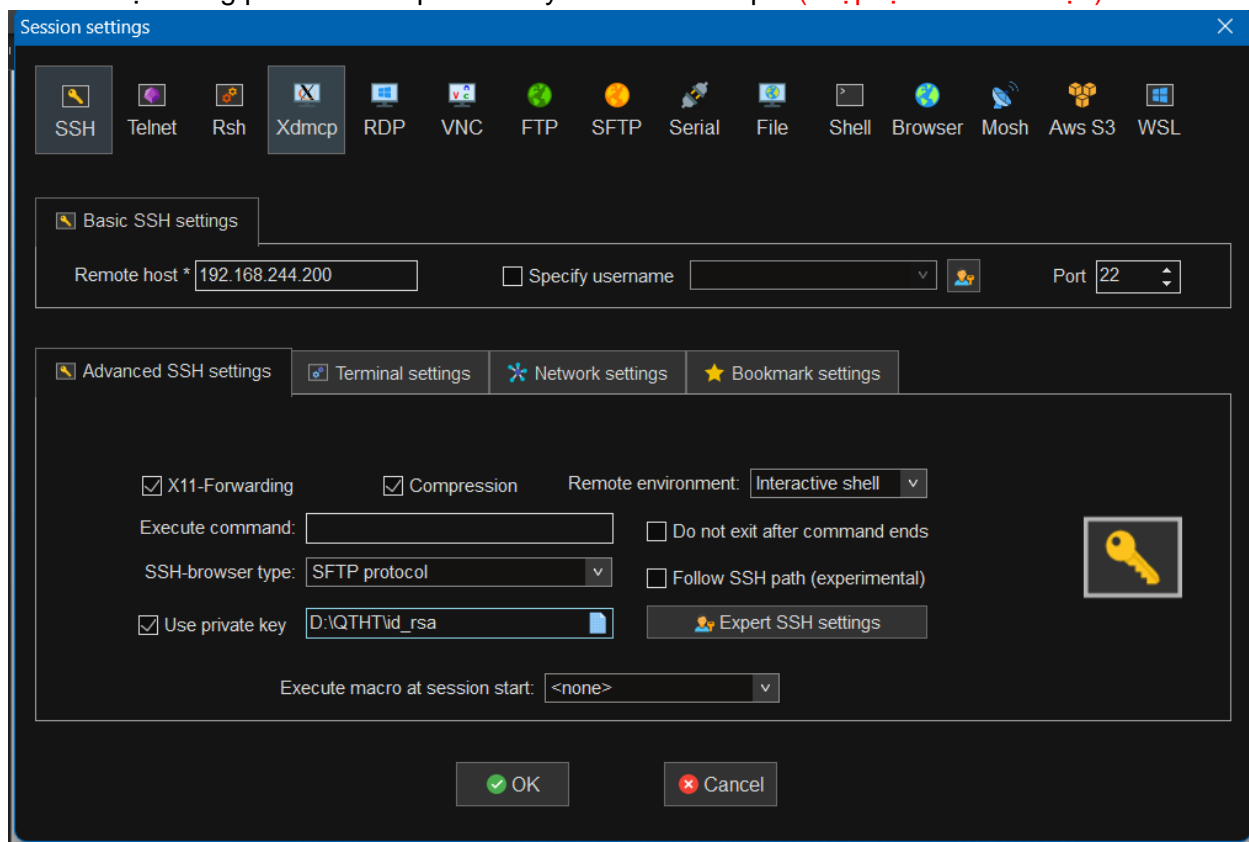 Session settings
SSH Telnet Rsh Xdmcp RDP VNC FTP SFTP Serial File Shell Browser Mosh Aws S3 WSL
Basic SSH settings
Remote host * 192.168.244.200 Specify username Port 22
Advanced SSH settings Terminal settings Network settings Bookmark settings
X11-Forwarding Compression Remote environment: Interactive shell
Execute command: Do not exit after command ends
SSH-browser type: SFTP protocol Follow SSH path (experimental)
Use private key D:\QTHT\id_rsa Expert SSH settings
Execute macro at session start: <none>
OK Cancel